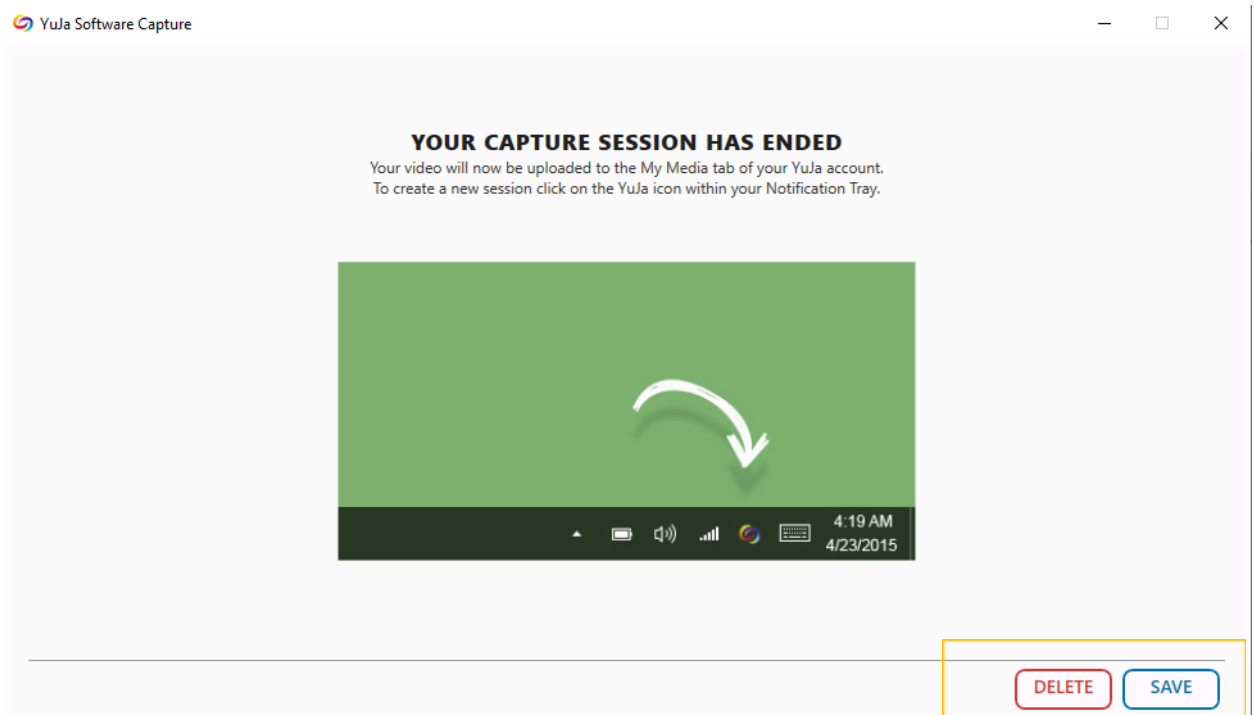 YuJa Software Capture
YOUR CAPTURE SESSION HAS ENDED
Your video will now be uploaded to the My Media tab of your YuJa account.
To create a new session click on the YuJa icon within your Notification Tray.
4:19 AM
4/23/2015
DELETE
SAVE